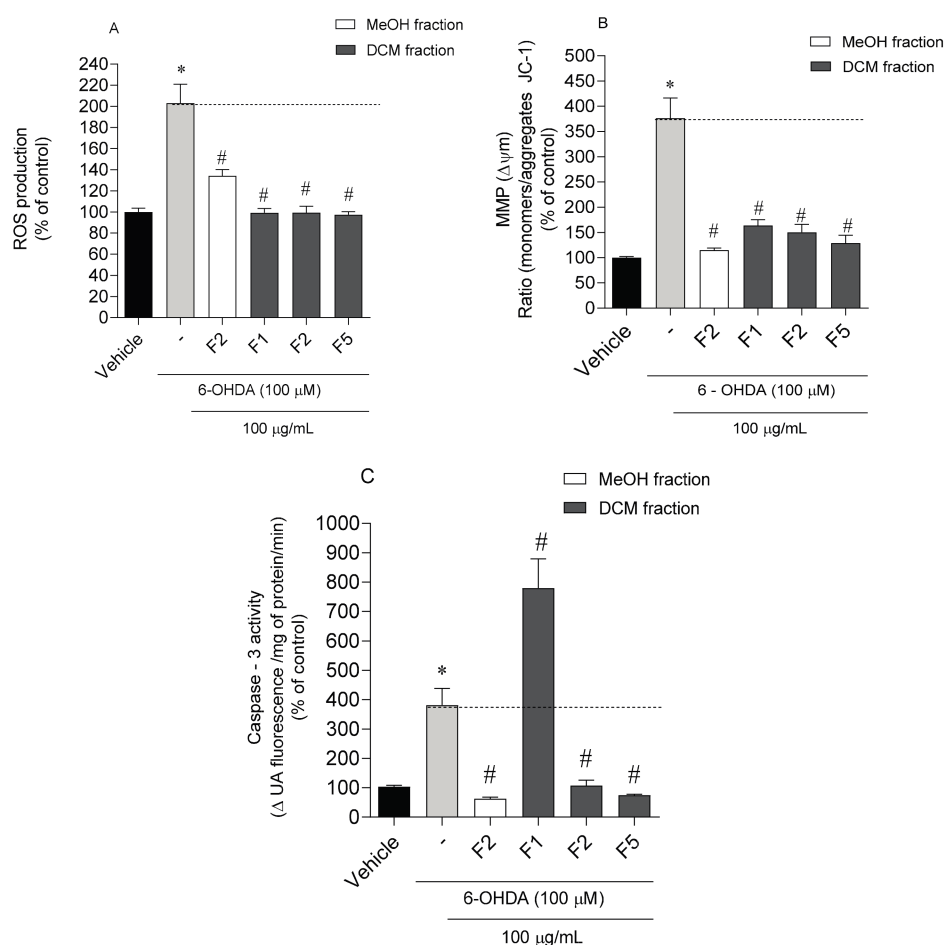 A
MeOH fraction
DCM fraction
ROS production
(% of control)
240
220
200
180
160
140
120
100
80
60
40
20
0
*
#
#
#
#
Vehicle
-
F2
F1
F2
F5
6-OHDA (100 µM)
100 µg/mL
B
MeOH fraction
DCM fraction
MMP (Δψm)
Ratio (monomers/aggregates JC-1)
(% of control)
500
450
400
350
300
250
200
150
100
50
0
*
#
#
#
#
Vehicle
-
F2
F1
F2
F5
6 - OHDA (100 µM)
100 µg/mL
C
MeOH fraction
DCM fraction
Caspase - 3 activity
(Δ UA fluorescence /mg of protein/min)
(% of control)
1000
900
800
700
600
500
400
300
200
100
0
*
#
#
#
#
Vehicle
-
F2
F1
F2
F5
6-OHDA (100 µM)
100 µg/mL